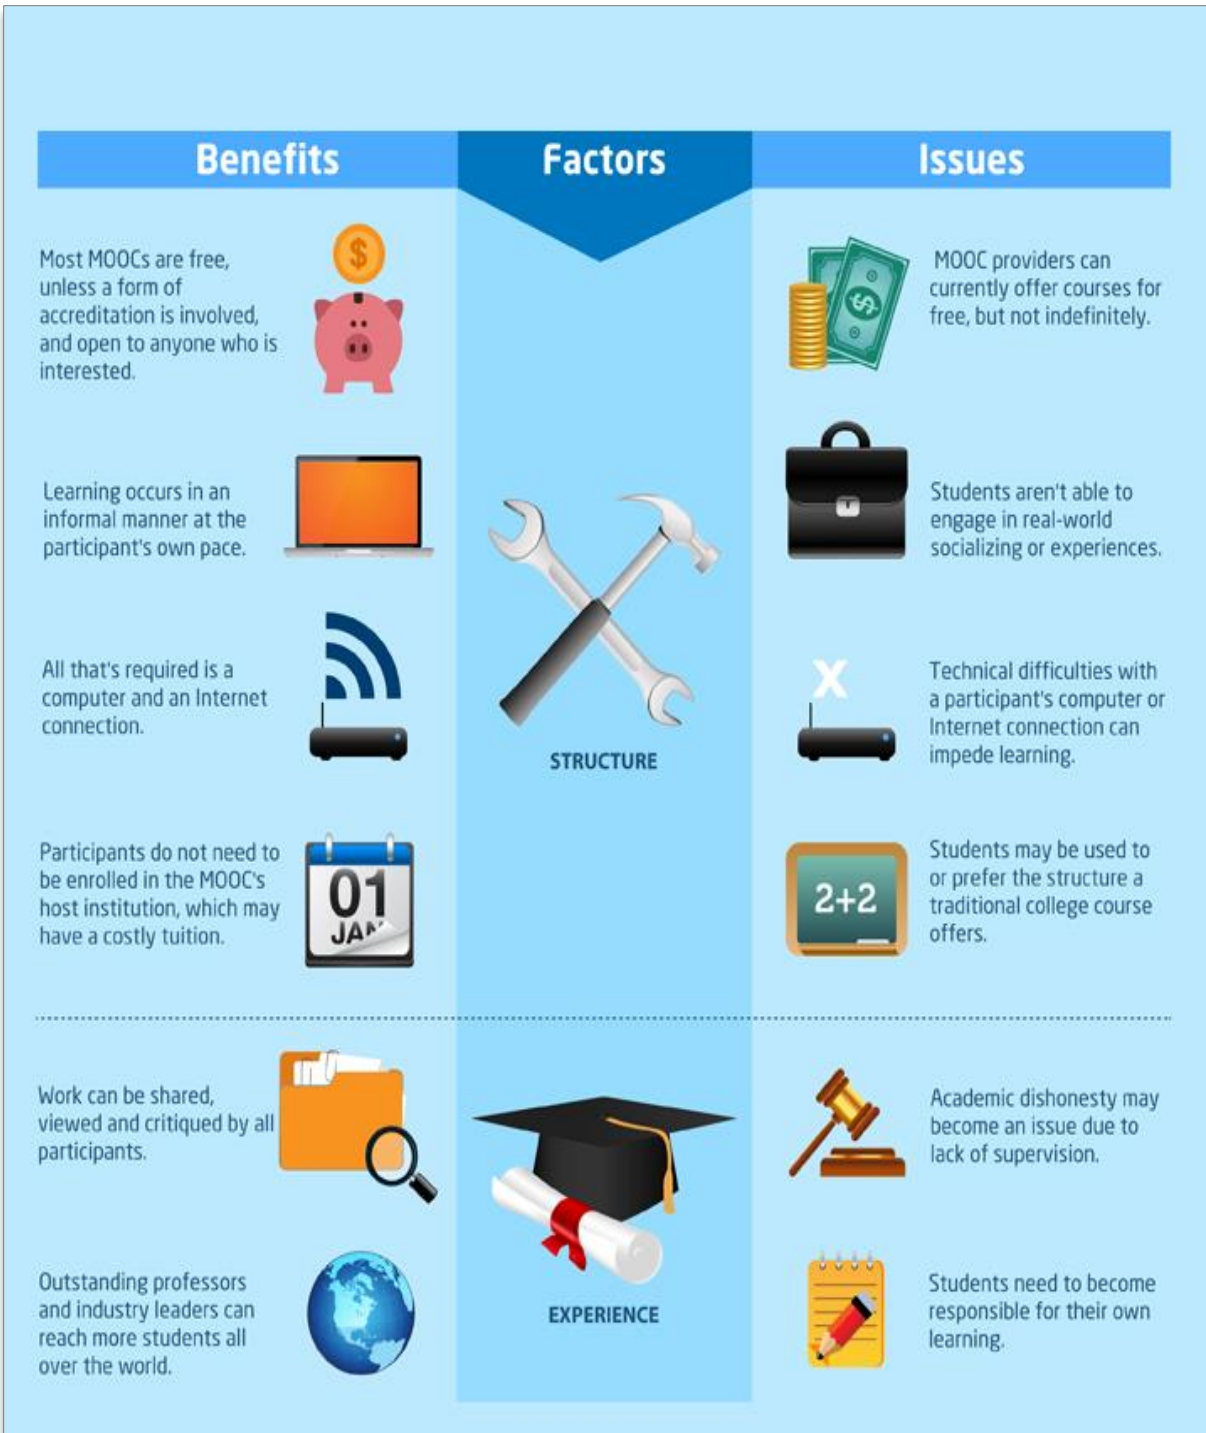 Benefits
Factors
Issues
Most MOOCs are free,
unless a form of
accreditation is involved,
and open to anyone who is
interested.
$
MOOC providers can
currently offer courses for
free, but not indefinitely.
$
Learning occurs in an
informal manner at the
participant's own pace.
Students aren't able to
engage in real-world
socializing or experiences.
All that's required is a
computer and an Internet
connection.
STRUCTURE
X
Technical difficulties with
a participant's computer or
Internet connection can
impede learning.
Participants do not need to
be enrolled in the MOOC's
host institution, which may
have a costly tuition.
01
JAN
2+2
Students may be used to
or prefer the structure a
traditional college course
offers.
Work can be shared,
viewed and critiqued by all
participants.
Academic dishonesty may
become an issue due to
lack of supervision.
Outstanding professors
and industry leaders can
reach more students all
over the world.
EXPERIENCE
Students need to become
responsible for their own
learning.